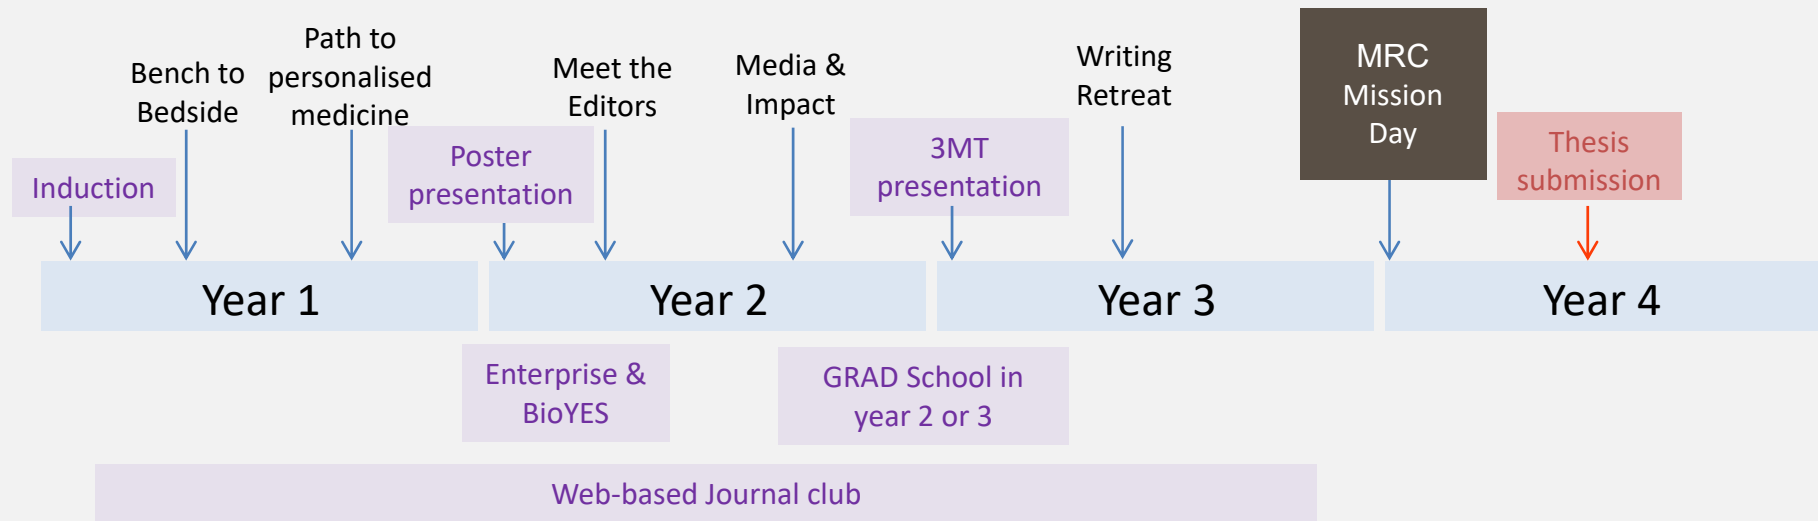 Bench to
Bedside
Path to
personalised
medicine
Meet the
Editors
Media &
Impact
Writing
Retreat
MRC
Mission
Day
Induction
Poster
presentation
3MT
presentation
Thesis
submission
Year 1
Year 2
Year 3
Year 4
Enterprise &
BioYES
GRAD School in
year 2 or 3
Web-based Journal club